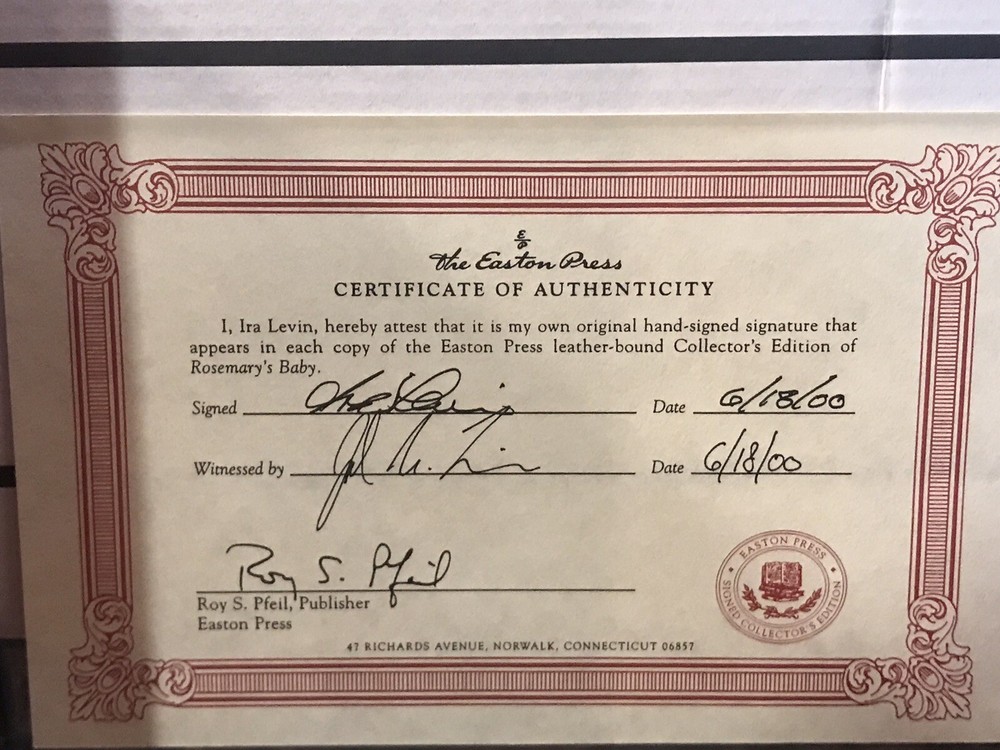 E/P
the Easton Press
CERTIFICATE OF AUTHENTICITY
I, Ira Levin, hereby attest that it is my own original hand-signed signature that
appears in each copy of the Easton Press leather-bound Collector's Edition of
Rosemary's Baby.
Signed Ira Levin Date 6/18/00
Witnessed by Date 6/18/00
Roy S. Pfeil
Roy S. Pfeil, Publisher
Easton Press
EASTON PRESS
SIGNED COLLECTOR'S EDITION
47 RICHARDS AVENUE, NORWALK, CONNECTICUT 06857